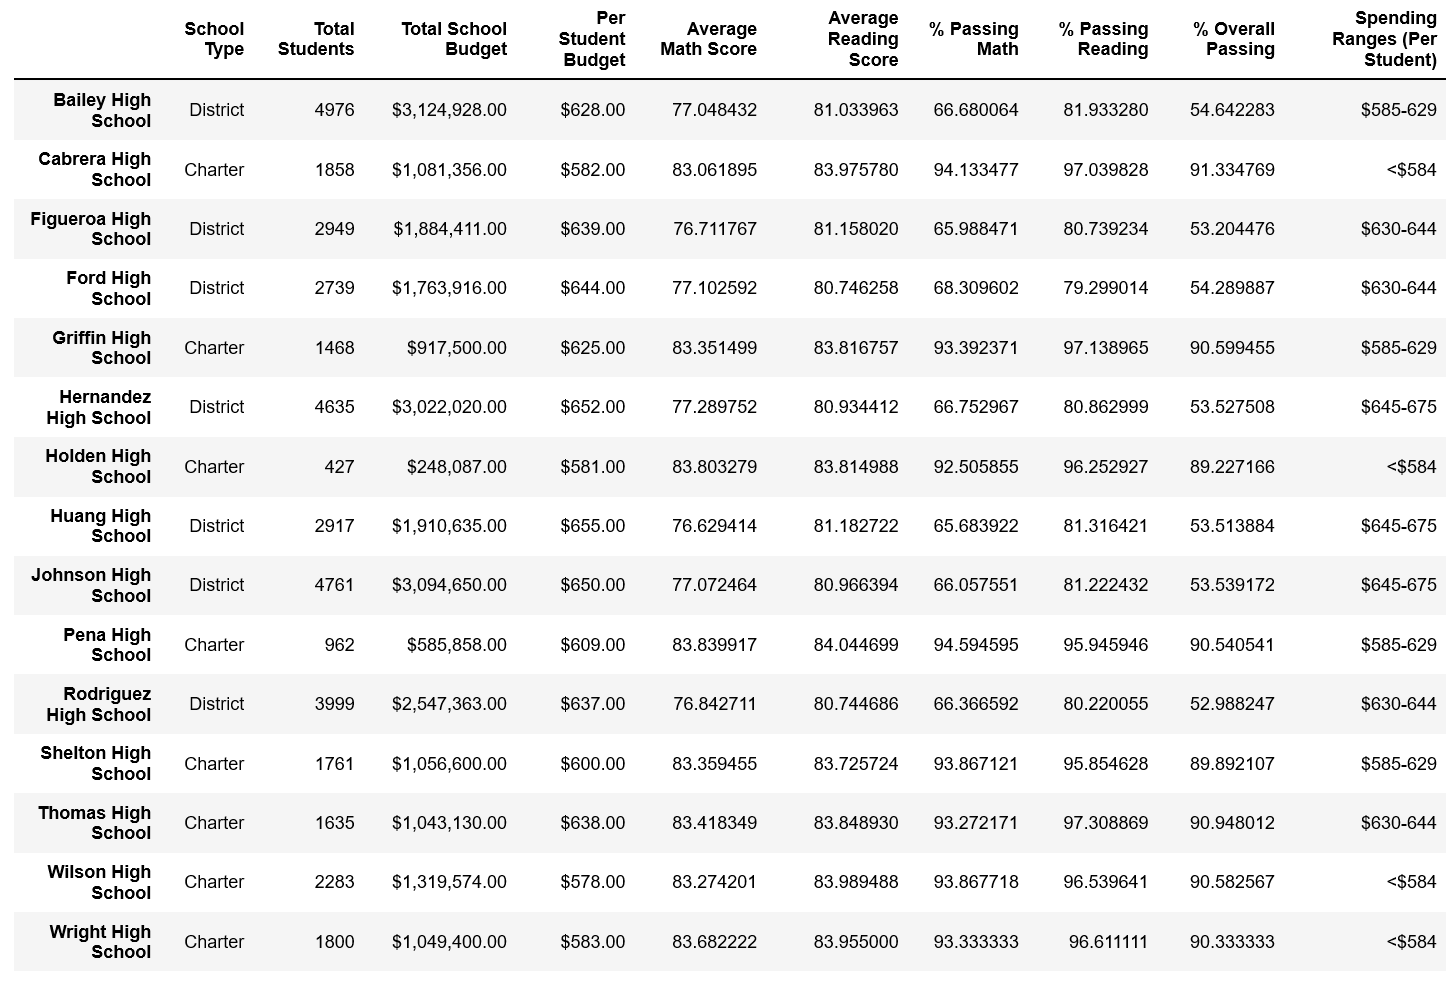 School Type	Total Students	Total School Budget	Per Student Budget	Average Math Score	Average Reading Score	% Passing Math	% Passing Reading	% Overall Passing	Spending Ranges (Per Student)
Bailey High School	District	4976	$3,124,928.00	$628.00	77.048432	81.033963	66.680064	81.933280	54.642283	$585-629
Cabrera High School	Charter	1858	$1,081,356.00	$582.00	83.061895	83.975780	94.133477	97.039828	91.334769	<$584
Figueroa High School	District	2949	$1,884,411.00	$639.00	76.711767	81.158020	65.988471	80.739234	53.204476	$630-644
Ford High School	District	2739	$1,763,916.00	$644.00	77.102592	80.746258	68.309602	79.299014	54.289887	$630-644
Griffin High School	Charter	1468	$917,500.00	$625.00	83.351499	83.816757	93.392371	97.138965	90.599455	$585-629
Hernandez High School	District	4635	$3,022,020.00	$652.00	77.289752	80.934412	66.752967	80.862999	53.527508	$645-675
Holden High School	Charter	427	$248,087.00	$581.00	83.803279	83.814988	92.505855	96.252927	89.227166	<$584
Huang High School	District	2917	$1,910,635.00	$655.00	76.629414	81.182722	65.683922	81.316421	53.513884	$645-675
Johnson High School	District	4761	$3,094,650.00	$650.00	77.072464	80.966394	66.057551	81.222432	53.539172	$645-675
Pena High School	Charter	962	$585,858.00	$609.00	83.839917	84.044699	94.594595	95.945946	90.540541	$585-629
Rodriguez High School	District	3999	$2,547,363.00	$637.00	76.842711	80.744686	66.366592	80.220055	52.988247	$630-644
Shelton High School	Charter	1761	$1,056,600.00	$600.00	83.359455	83.725724	93.867121	95.854628	89.892107	$585-629
Thomas High School	Charter	1635	$1,043,130.00	$638.00	83.418349	83.848930	93.272171	97.308869	90.948012	$630-644
Wilson High School	Charter	2283	$1,319,574.00	$578.00	83.274201	83.989488	93.867718	96.539641	90.582567	<$584
Wright High School	Charter	1800	$1,049,400.00	$583.00	83.682222	83.955000	93.333333	96.611111	90.333333	<$584